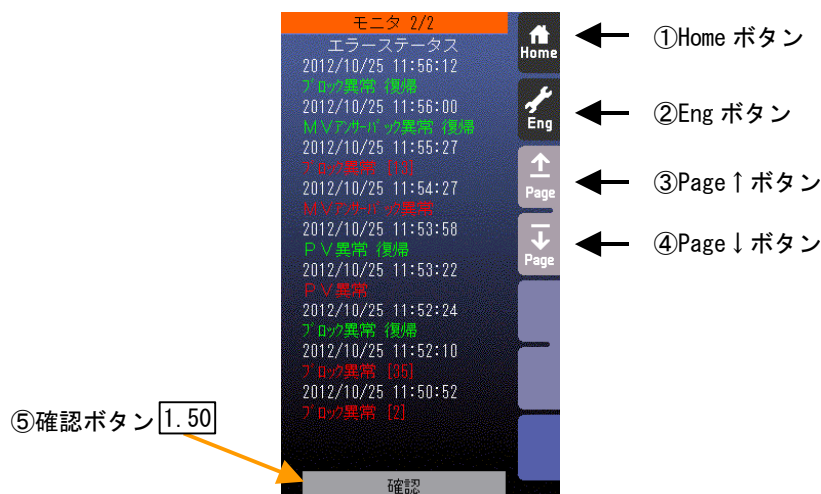 モニタ 2/2
エラーステータス
2012/10/25 11:56:12
ブロック異常 復帰
2012/10/25 11:56:00
MVアンサーバック異常 復帰
2012/10/25 11:55:27
ブロック異常 [13]
2012/10/25 11:54:27
MVアンサーバック異常
2012/10/25 11:53:58
PV異常 復帰
2012/10/25 11:53:22
PV異常
2012/10/25 11:52:24
ブロック異常 復帰
2012/10/25 11:52:10
ブロック異常 [35]
2012/10/25 11:50:52
ブロック異常 [2]
確認
Home
Eng
Page
Page
①Home ボタン
②Eng ボタン
③Page↑ボタン
④Page↓ボタン
⑤確認ボタン 1.50